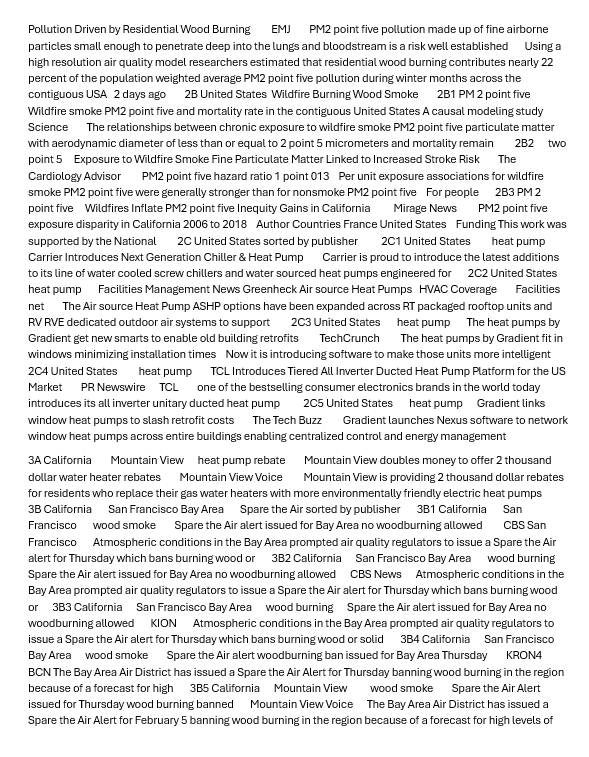 Pollution Driven by Residential Wood Burning EMJ PM2 point five pollution made up of fine airborne
particles small enough to penetrate deep into the lungs and bloodstream is a risk well established Using a
high resolution air quality model researchers estimated that residential wood burning contributes nearly 22
percent of the population weighted average PM2 point five pollution during winter months across the
contiguous USA 2 days ago 2B United States Wildfire Burning Wood Smoke 2B1 PM 2 point five
Wildfire smoke PM2 point five and mortality rate in the contiguous United States A causal modeling study
Science The relationships between chronic exposure to wildfire smoke PM2 point five particulate matter
with aerodynamic diameter of less than or equal to 2 point 5 micrometers and mortality remain 2B2 two
point 5 Exposure to Wildfire Smoke Fine Particulate Matter Linked to Increased Stroke Risk The
Cardiology Advisor PM2 point five hazard ratio 1 point 013 Per unit exposure associations for wildfire
smoke PM2 point five were generally stronger than for nonsmoke PM2 point five For people 2B3 PM 2
point five Wildfires Inflate PM2 point five Inequity Gains in California Mirage News PM2 point five
exposure disparity in California 2006 to 2018 Author Countries France United States Funding This work was
supported by the National 2C United States sorted by publisher 2C1 United States heat pump
Carrier Introduces Next Generation Chiller & Heat Pump Carrier is proud to introduce the latest additions
to its line of water cooled screw chillers and water sourced heat pumps engineered for 2C2 United States
heat pump Facilities Management News Greenheck Air source Heat Pumps HVAC Coverage Facilities
net The Air source Heat Pump ASHP options have been expanded across RT packaged rooftop units and
RV RVE dedicated outdoor air systems to support 2C3 United States heat pump The heat pumps by
Gradient get new smarts to enable old building retrofits TechCrunch The heat pumps by Gradient fit in
windows minimizing installation times Now it is introducing software to make those units more intelligent
2C4 United States heat pump TCL Introduces Tiered All Inverter Ducted Heat Pump Platform for the US
Market PR Newswire TCL one of the bestselling consumer electronics brands in the world today
introduces its all inverter unitary ducted heat pump 2C5 United States heat pump Gradient links
window heat pumps to slash retrofit costs The Tech Buzz Gradient launches Nexus software to network
window heat pumps across entire buildings enabling centralized control and energy management
3A California Mountain View heat pump rebate Mountain View doubles money to offer 2 thousand
dollar water heater rebates Mountain View Voice Mountain View is providing 2 thousand dollar rebates
for residents who replace their gas water heaters with more environmentally friendly electric heat pumps
3B California San Francisco Bay Area Spare the Air sorted by publisher 3B1 California San
Francisco wood smoke Spare the Air alert issued for Bay Area no woodburning allowed CBS San
Francisco Atmospheric conditions in the Bay Area prompted air quality regulators to issue a Spare the Air
alert for Thursday which bans burning wood or 3B2 California San Francisco Bay Area wood burning
Spare the Air alert issued for Bay Area no woodburning allowed CBS News Atmospheric conditions in the
Bay Area prompted air quality regulators to issue a Spare the Air alert for Thursday which bans burning wood
or 3B3 California San Francisco Bay Area wood burning Spare the Air alert issued for Bay Area no
woodburning allowed KION Atmospheric conditions in the Bay Area prompted air quality regulators to
issue a Spare the Air alert for Thursday which bans burning wood or solid 3B4 California San Francisco
Bay Area wood smoke Spare the Air alert woodburning ban issued for Bay Area Thursday KRON4
BCN The Bay Area Air District has issued a Spare the Air Alert for Thursday banning wood burning in the region
because of a forecast for high 3B5 California Mountain View wood smoke Spare the Air Alert
issued for Thursday wood burning banned Mountain View Voice The Bay Area Air District has issued a
Spare the Air Alert for February 5 banning wood burning in the region because of a forecast for high levels of